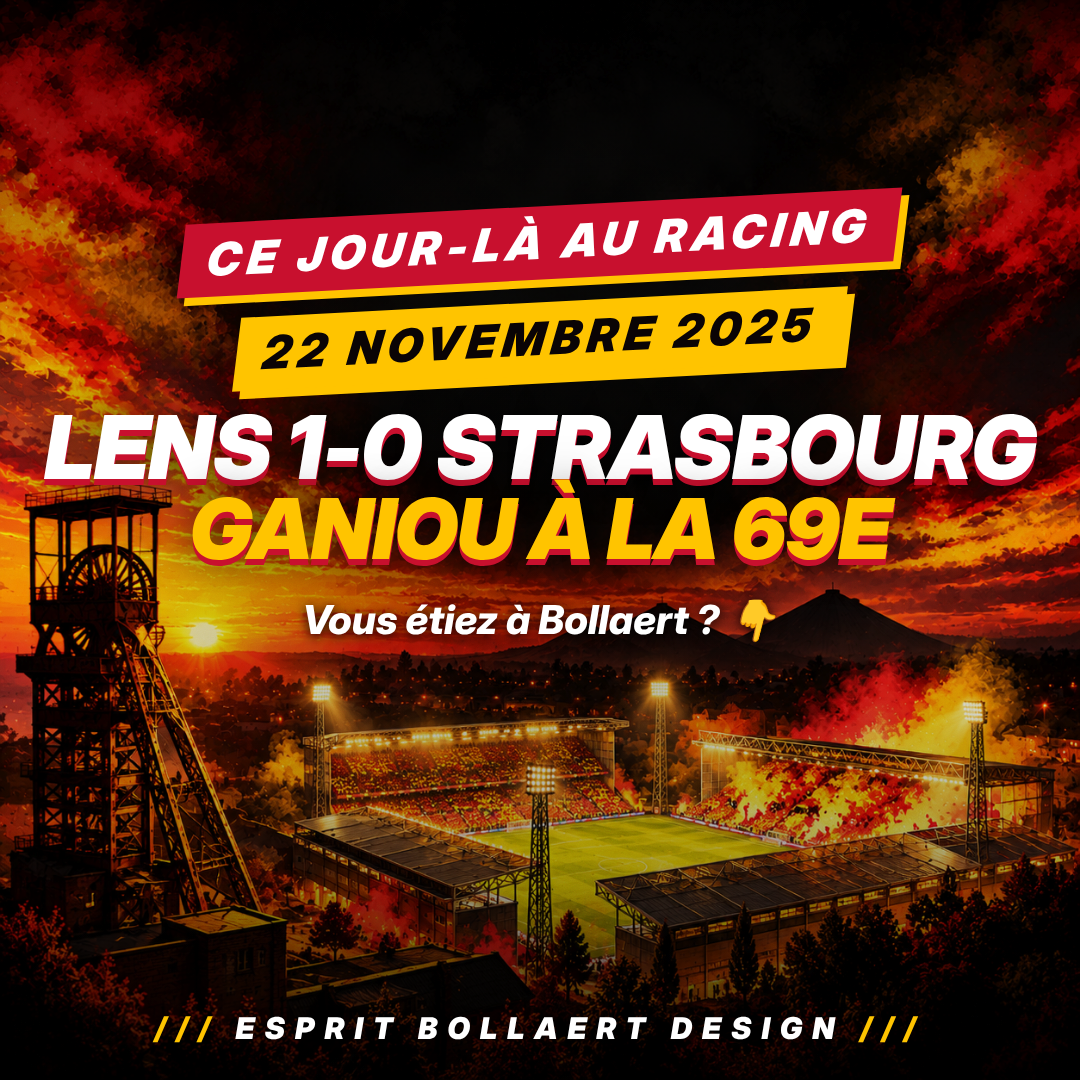 CE JOUR-LÀ AU RACING
22 NOVEMBRE 2025
LENS 1-0 STRASBOURG
GANIOU À LA 69E
Vous étiez à Bollaert ? 👇
/// ESPRIT BOLLAERT DESIGN ///